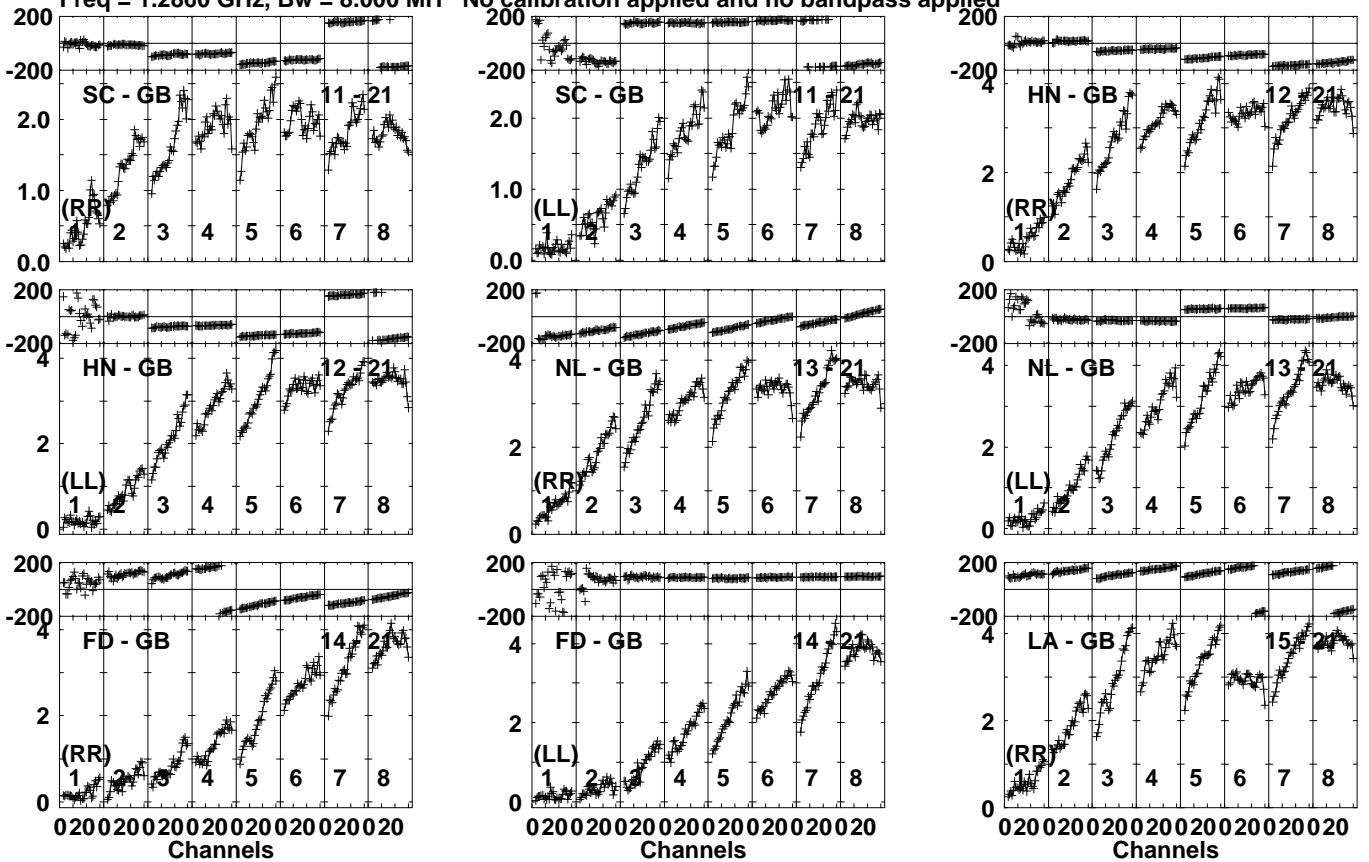 Freq = 1.2860 GHz, Bw = 8.000 MH No calibration applied and no bandpass applied
200 200 200
-200 -200 -200
SC - GB 11 - 21 SC - GB 11 - 21 HN - GB 12 - 21
4
2.0 2.0
2
1.0 1.0
(RR) (LL) (RR)
1 2 3 4 5 6 7 8 1 2 3 4 5 6 7 8 1 2 3 4 5 6 7 8
0.0 0.0 0
200 200 200
-200 -200 -200
HN - GB 12 - 21 NL - GB 13 - 21 NL - GB 13 - 21
4 4 4
2 2 2
(LL) (RR) (LL)
1 2 3 4 5 6 7 8 1 2 3 4 5 6 7 8 1 2 3 4 5 6 7 8
0 0 0
200 200 200
-200 -200 -200
FD - GB 14 - 21 FD - GB 14 - 21 LA - GB 15 - 21
4 4 4
2 2 2
(RR) (LL) (RR)
1 2 3 4 5 6 7 8 1 2 3 4 5 6 7 8 1 2 3 4 5 6 7 8
0 0 0
0 20 0 20 0 20 0 20 0 20 0 20 0 20 0 20 0 20 0 20 0 20 0 20 0 20 0 20 0 20 0 20 0 20 0 20 0 20 0 20 0 20 0 20 0 20 0 20
Channels Channels Channels